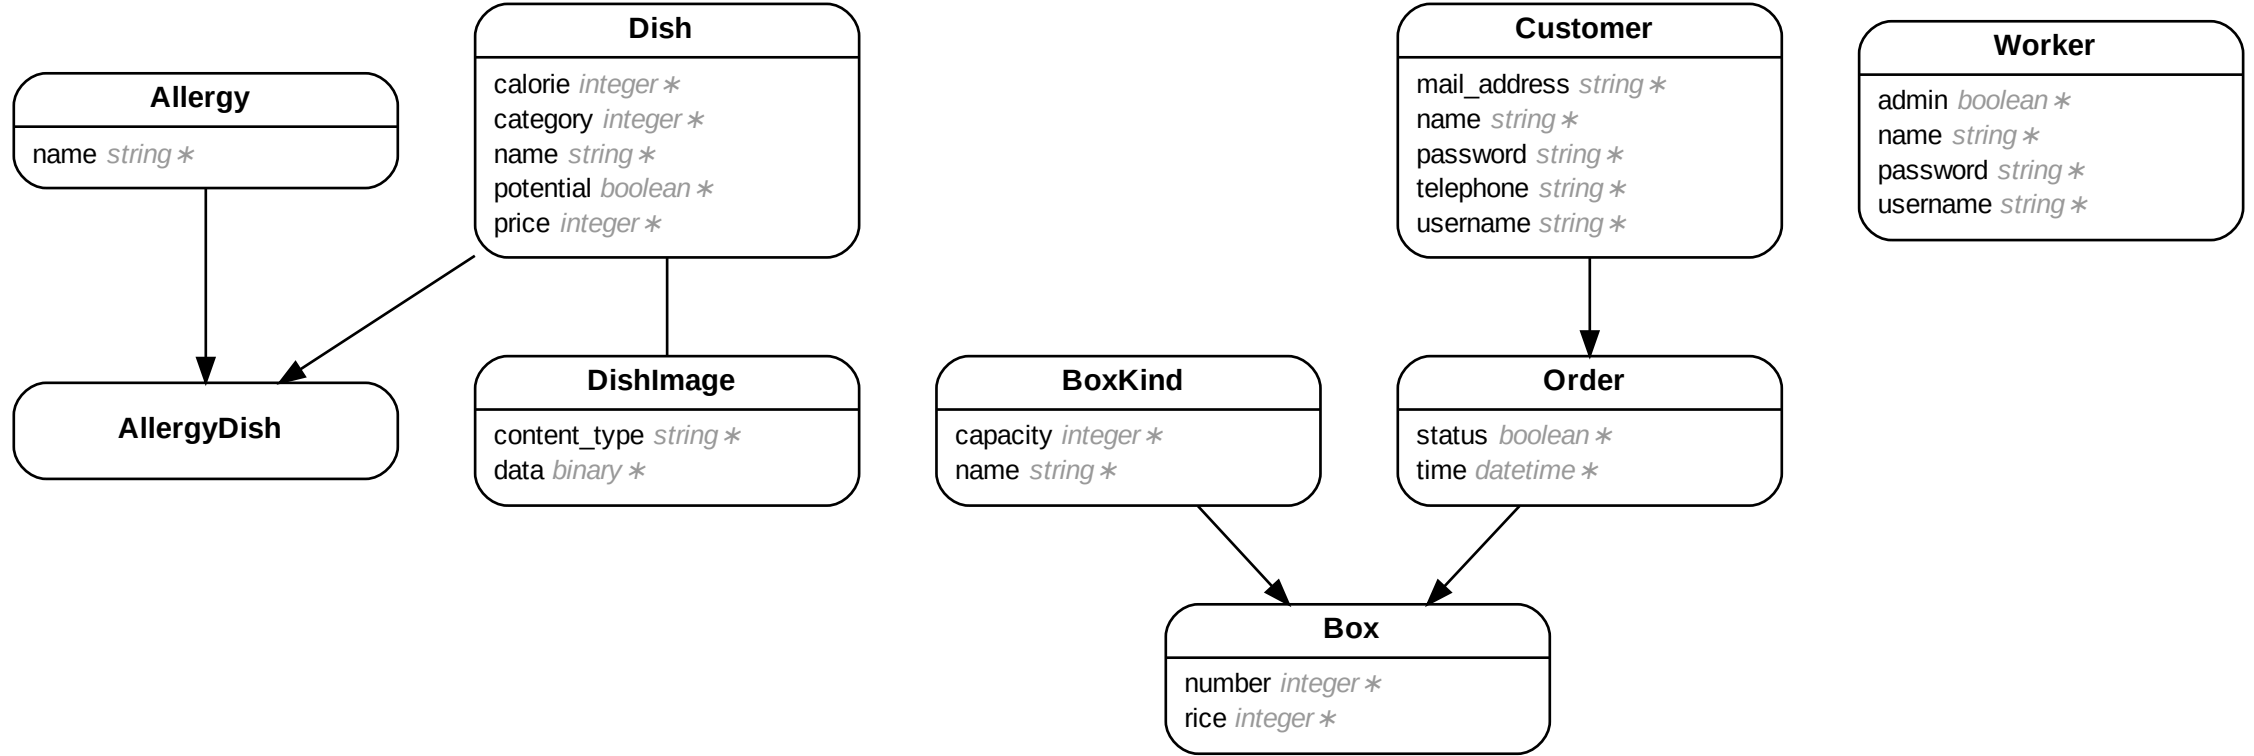 Allergy
name string∗
Dish
calorie integer∗
category integer∗
name string∗
potential boolean∗
price integer∗
Customer
mail_address string∗
name string∗
password string∗
telephone string∗
username string∗
Worker
admin boolean∗
name string∗
password string∗
username string∗
AllergyDish
DishImage
content_type string∗
data binary∗
BoxKind
capacity integer∗
name string∗
Order
status boolean∗
time datetime∗
Box
number integer∗
rice integer∗